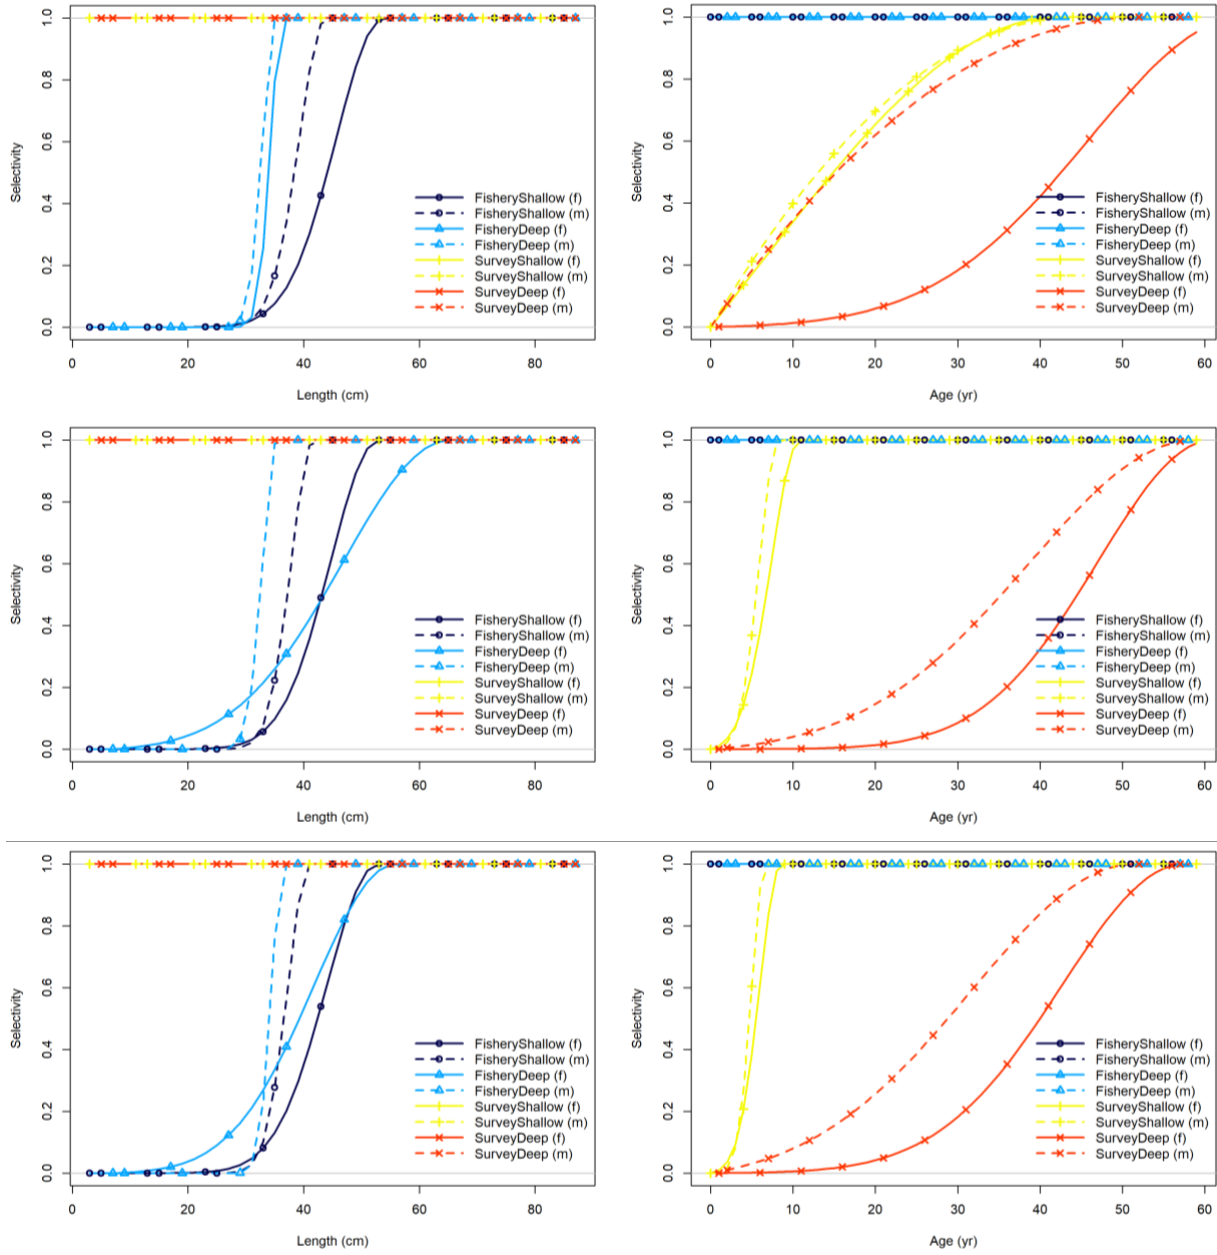 1.0
0.8
0.6
0.4
0.2
0.0
Selectivity
FisheryShallow (f)
FisheryShallow (m)
FisheryDeep (f)
FisheryDeep (m)
SurveyShallow (f)
SurveyShallow (m)
SurveyDeep (f)
SurveyDeep (m)
0 20 40 60 80
Length (cm)
1.0
0.8
0.6
0.4
0.2
0.0
Selectivity
FisheryShallow (f)
FisheryShallow (m)
FisheryDeep (f)
FisheryDeep (m)
SurveyShallow (f)
SurveyShallow (m)
SurveyDeep (f)
SurveyDeep (m)
0 10 20 30 40 50 60
Age (yr)
1.0
0.8
0.6
0.4
0.2
0.0
Selectivity
FisheryShallow (f)
FisheryShallow (m)
FisheryDeep (f)
FisheryDeep (m)
SurveyShallow (f)
SurveyShallow (m)
SurveyDeep (f)
SurveyDeep (m)
0 20 40 60 80
Length (cm)
1.0
0.8
0.6
0.4
0.2
0.0
Selectivity
FisheryShallow (f)
FisheryShallow (m)
FisheryDeep (f)
FisheryDeep (m)
SurveyShallow (f)
SurveyShallow (m)
SurveyDeep (f)
SurveyDeep (m)
0 10 20 30 40 50 60
Age (yr)
1.0
0.8
0.6
0.4
0.2
0.0
Selectivity
FisheryShallow (f)
FisheryShallow (m)
FisheryDeep (f)
FisheryDeep (m)
SurveyShallow (f)
SurveyShallow (m)
SurveyDeep (f)
SurveyDeep (m)
0 20 40 60 80
Length (cm)
1.0
0.8
0.6
0.4
0.2
0.0
Selectivity
FisheryShallow (f)
FisheryShallow (m)
FisheryDeep (f)
FisheryDeep (m)
SurveyShallow (f)
SurveyShallow (m)
SurveyDeep (f)
SurveyDeep (m)
0 10 20 30 40 50 60
Age (yr)